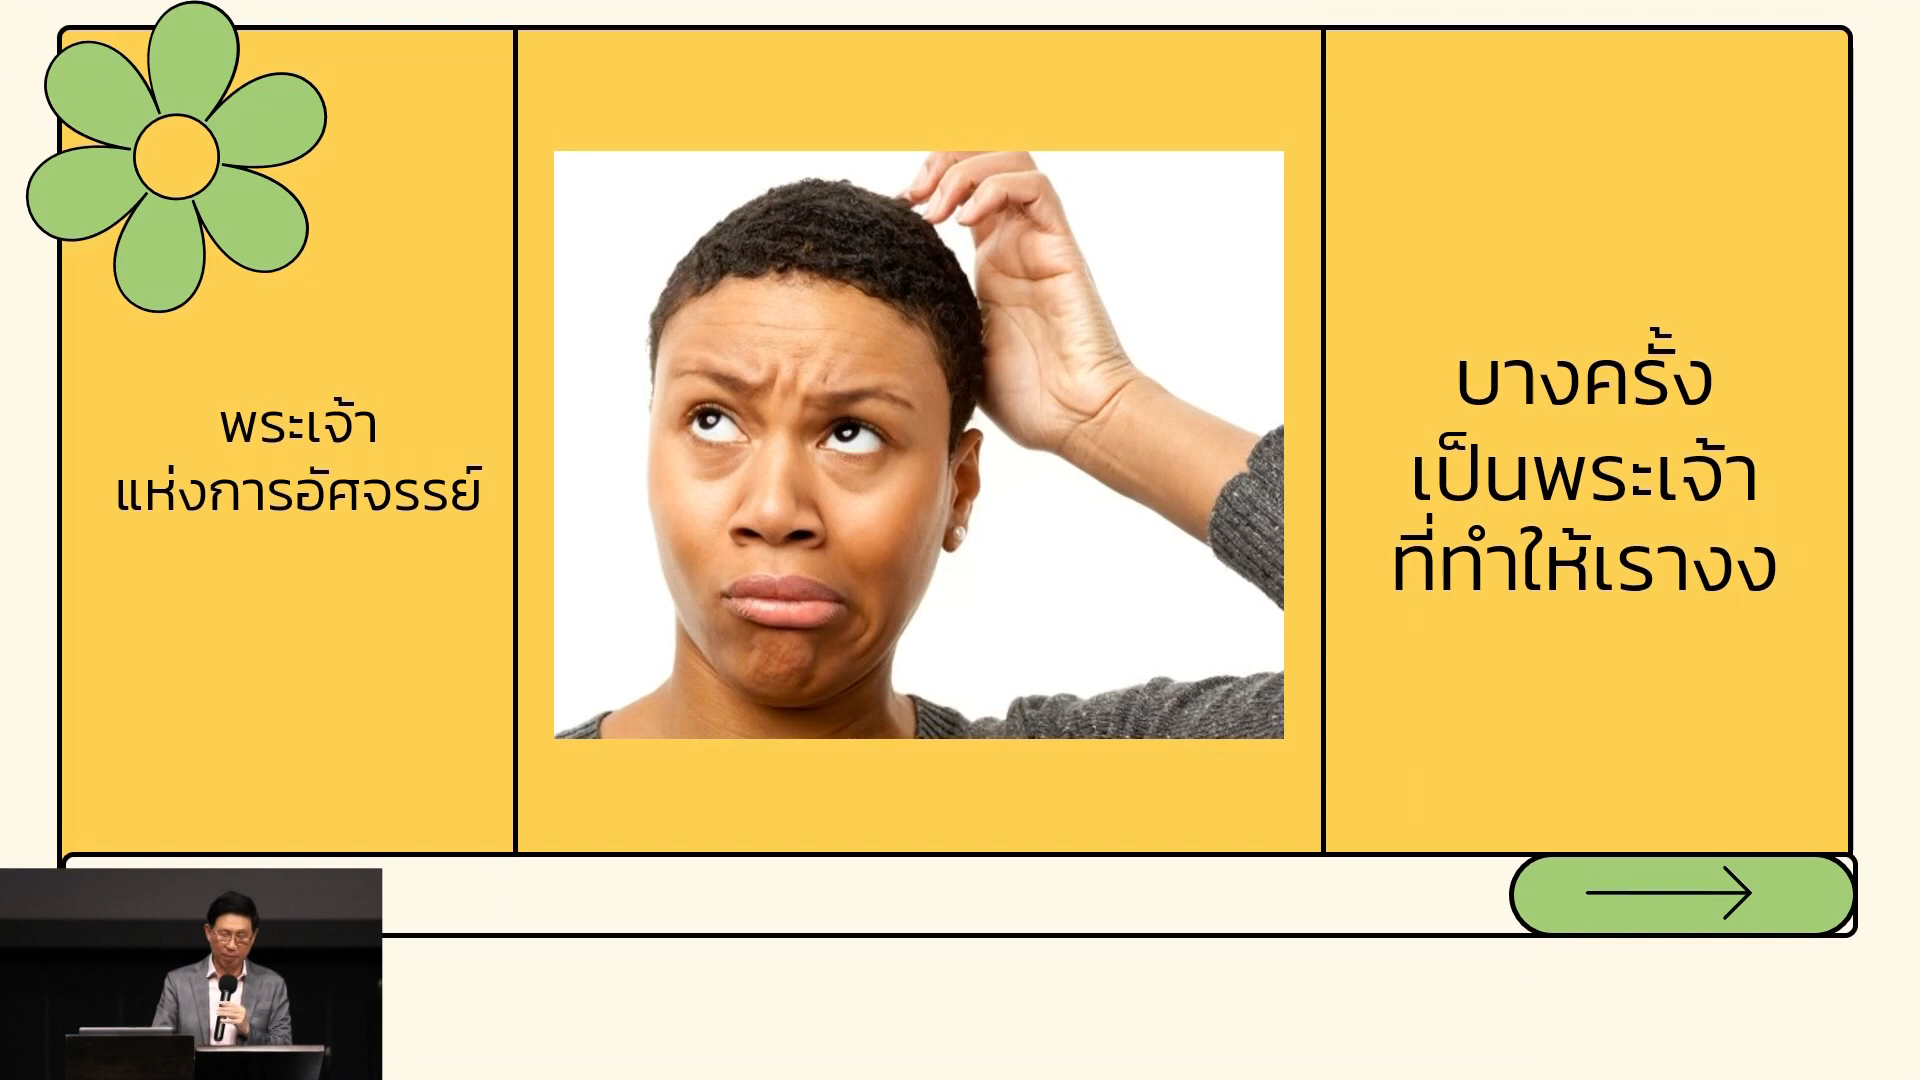 พระเจ้า
แห่งการอัศจรรย์
บางครั้ง
เป็นพระเจ้า
ที่ทำให้เรางง